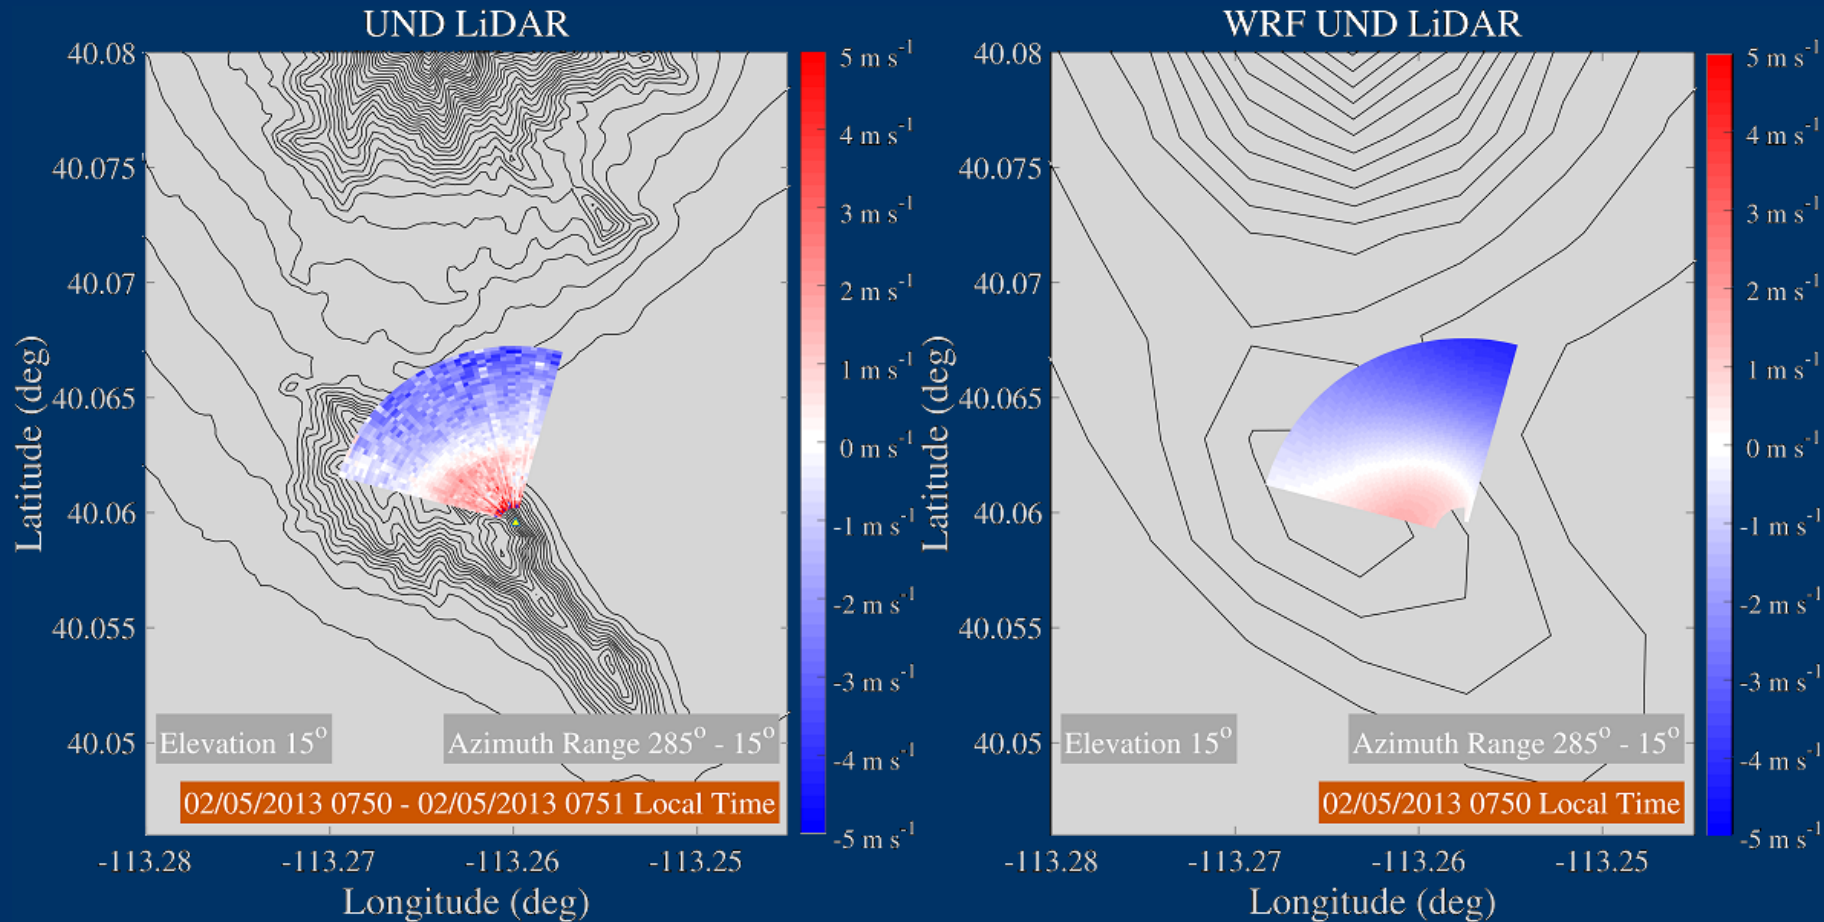 UND LiDAR
40.08
40.075
40.07
40.065
40.06
40.055
40.05
Latitude (deg)
-113.28
-113.27
-113.26
-113.25
Longitude (deg)
5 m s-1
4 m s-1
3 m s-1
2 m s-1
1 m s-1
0 m s-1
-1 m s-1
-2 m s-1
-3 m s-1
-4 m s-1
-5 m s-1
Elevation 15o
Azimuth Range 285o - 15o
02/05/2013 0750 - 02/05/2013 0751 Local Time
WRF UND LiDAR
40.08
40.075
40.07
40.065
40.06
40.055
40.05
Latitude (deg)
-113.28
-113.27
-113.26
-113.25
Longitude (deg)
5 m s-1
4 m s-1
3 m s-1
2 m s-1
1 m s-1
0 m s-1
-1 m s-1
-2 m s-1
-3 m s-1
-4 m s-1
-5 m s-1
Elevation 15o
Azimuth Range 285o - 15o
02/05/2013 0750 Local Time